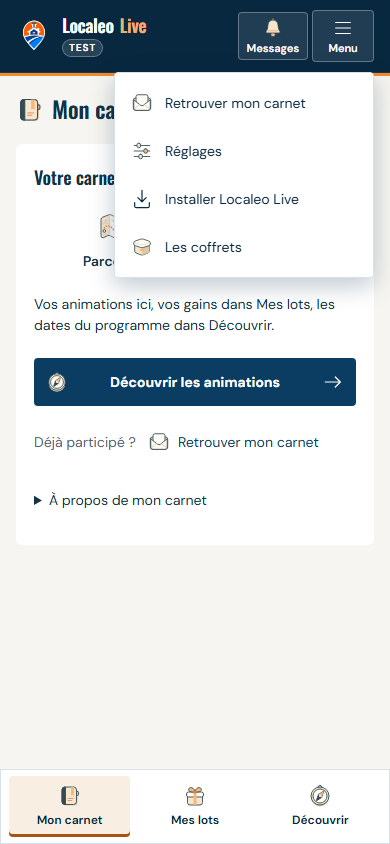 Localeo Live
TEST
Messages
Menu
Retrouver mon carnet
Réglages
Installer Localeo Live
Les coffrets
Mon ca
Votre carne
Parc
Vos animations ici, vos gains dans Mes lots, les
dates du programme dans Découvrir.
Découvrir les animations
Déjà participé ?
Retrouver mon carnet
À propos de mon carnet
Mon carnet
Mes lots
Découvrir